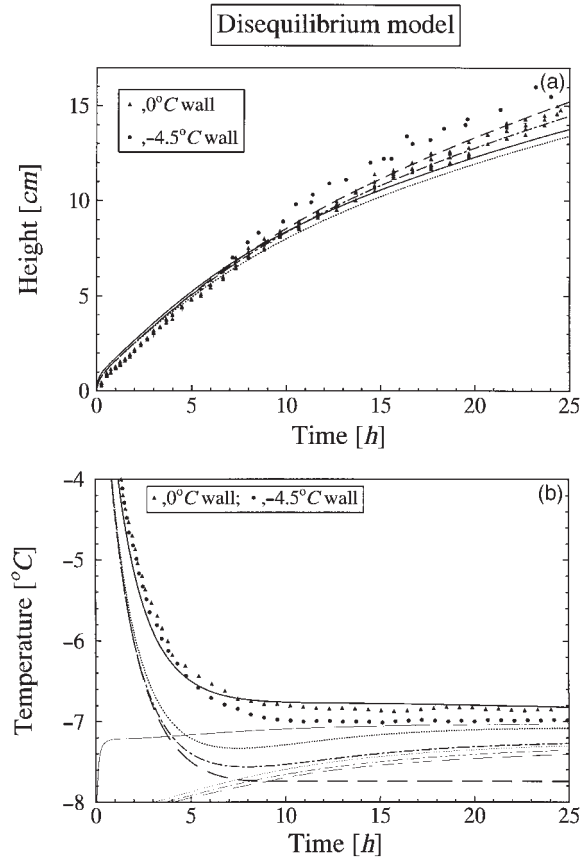 Disequilibrium model
(a)
▲ ,0°C wall
• ,–4.5°C wall
15
10
5
0
Height [cm]
0 5 10 15 20 25
Time [h]
(b)
▲ ,0°C wall; • ,–4.5°C wall
–4
–5
–6
–7
–8
Temperature [°C]
0 5 10 15 20 25
Time [h]